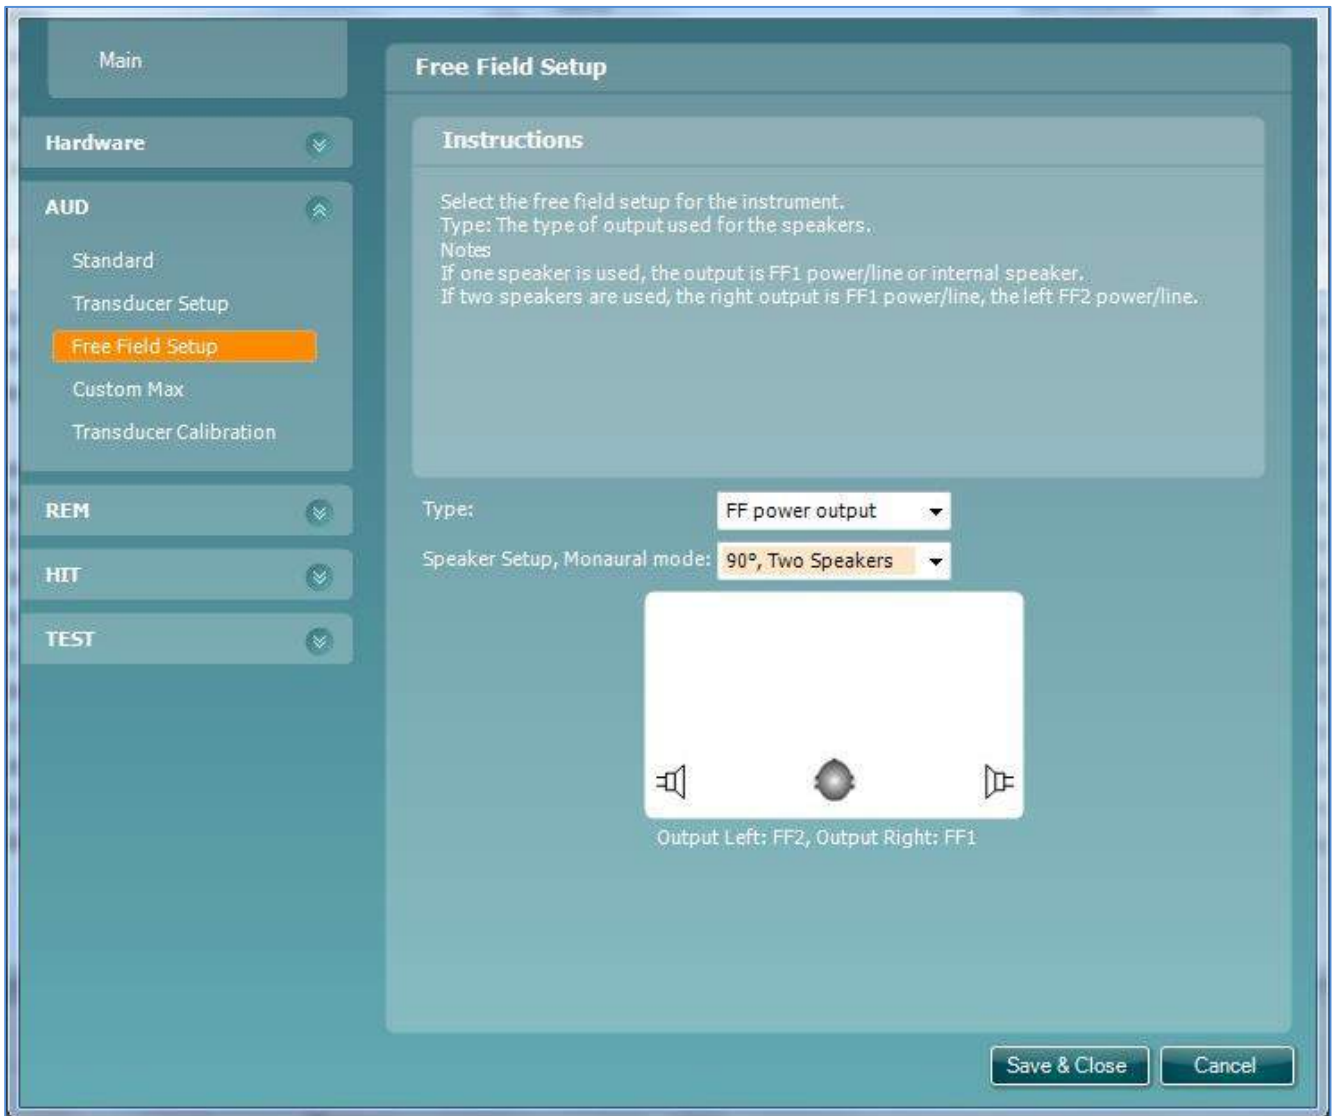 Main
Hardware
AUD
Standard
Transducer Setup
Free Field Setup
Custom Max
Transducer Calibration
REM
HIT
TEST
Free Field Setup
Instructions
Select the free field setup for the instrument.
Type: The type of output used for the speakers.
Notes
If one speaker is used, the output is FF1 power/line or internal speaker.
If two speakers are used, the right output is FF1 power/line, the left FF2 power/line.
Type: FF power output
Speaker Setup, Monaural mode: 90°, Two Speakers
Output Left: FF2, Output Right: FF1
Save & Close Cancel